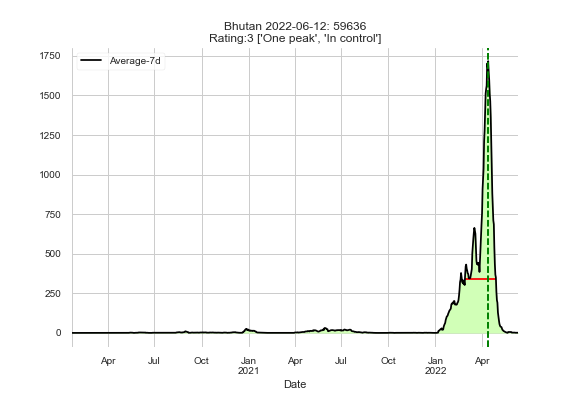 Bhutan 2022-06-12: 59636
Rating:3 ['One peak', 'In control']
1750
Average-7d
1500
1250
1000
750
500
250
0
Apr Jul Oct Jan Apr Jul Oct Jan Apr
2021 2022
Date